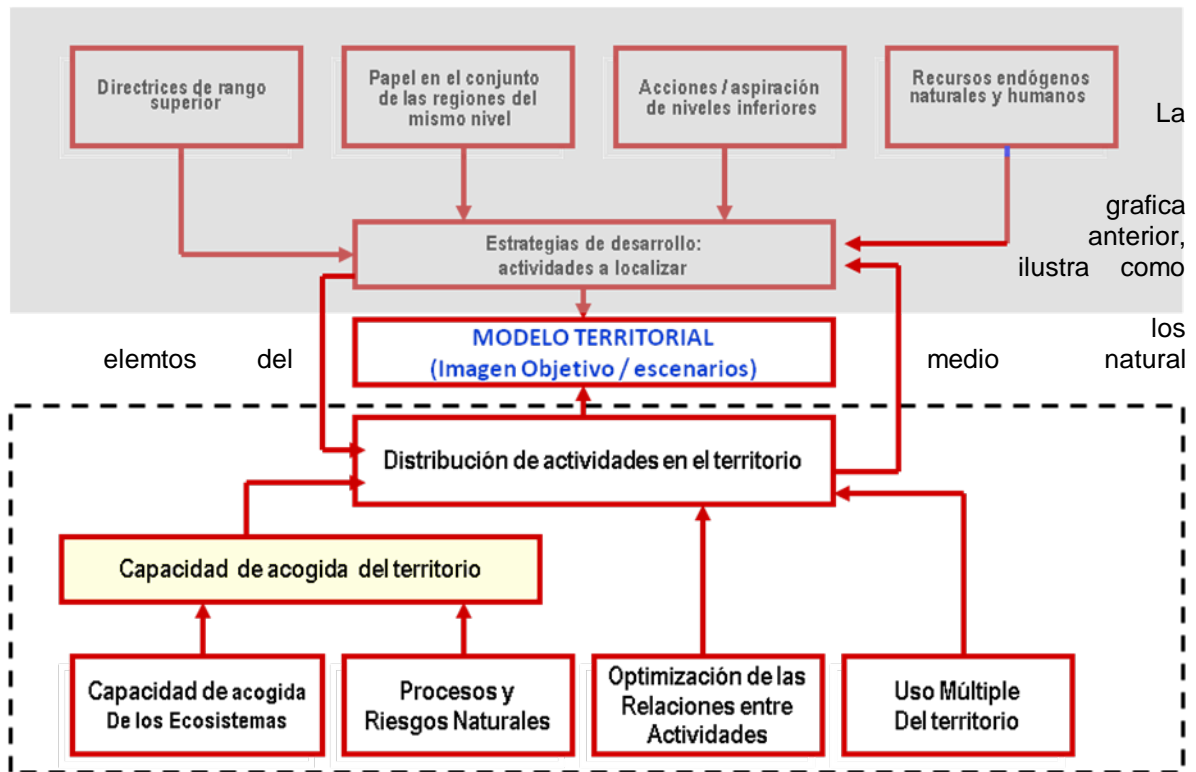 Directrices de rango
superior
Papel en el conjunto
de las regiones del
mismo nivel
Acciones / aspiración
de niveles inferiores
Recursos endógenos
naturales y humanos
La
grafica
anterior,
ilustra como
Estrategias de desarrollo:
actividades a localizar
los
elemtos del medio natural
MODELO TERRITORIAL
(Imagen Objetivo / escenarios)
Distribución de actividades en el territorio
Capacidad de acogida del territorio
Capacidad de acogida
De los Ecosistemas
Procesos y
Riesgos Naturales
Optimización de las
Relaciones entre
Actividades
Uso Múltiple
Del territorio